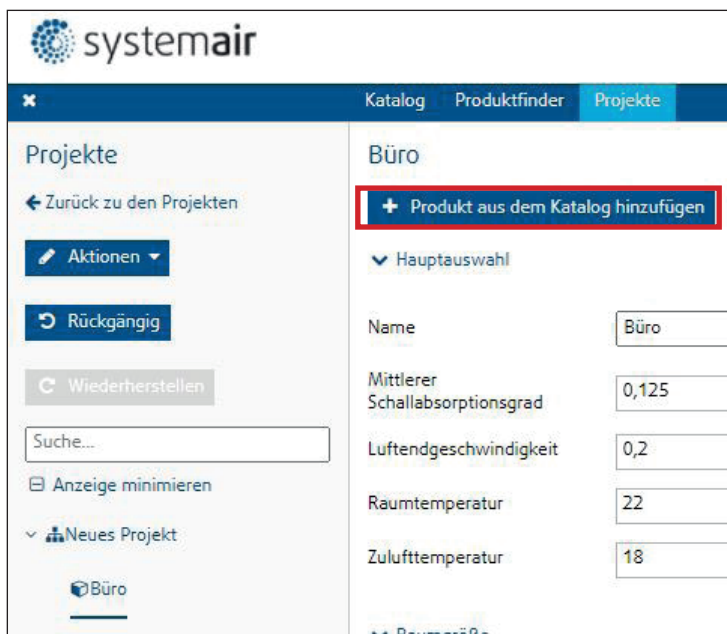 systemair
Katalog Produktfinder Projekte
Projekte
Zurück zu den Projekten
Aktionen
Rückgängig
Wiederherstellen
Suche...
Anzeige minimieren
Neues Projekt
Büro
Büro
Produkt aus dem Katalog hinzufügen
Hauptauswahl
Name Büro
Mittlerer
Schallabsorptionsgrad 0,125
Luftendgeschwindigkeit 0,2
Raumtemperatur 22
Zulufttemperatur 18
Raumgröße